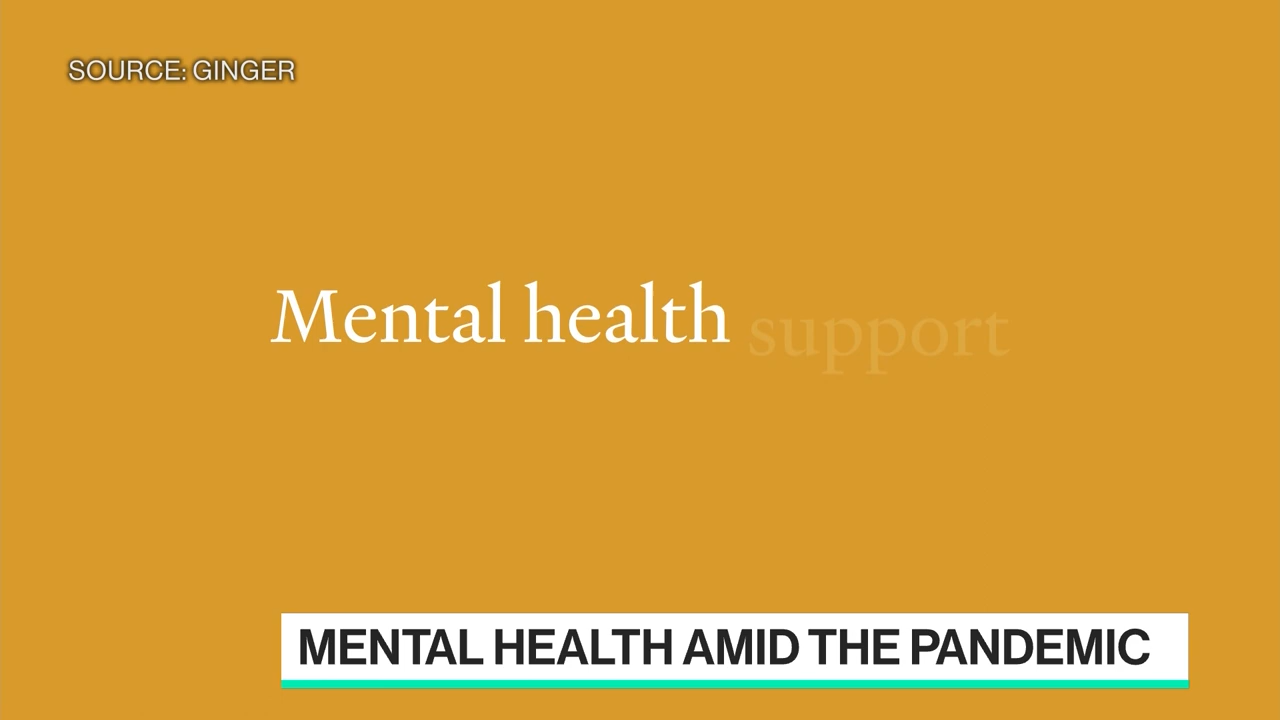 SOURCE: GINGER
Mental health support
MENTAL HEALTH AMID THE PANDEMIC